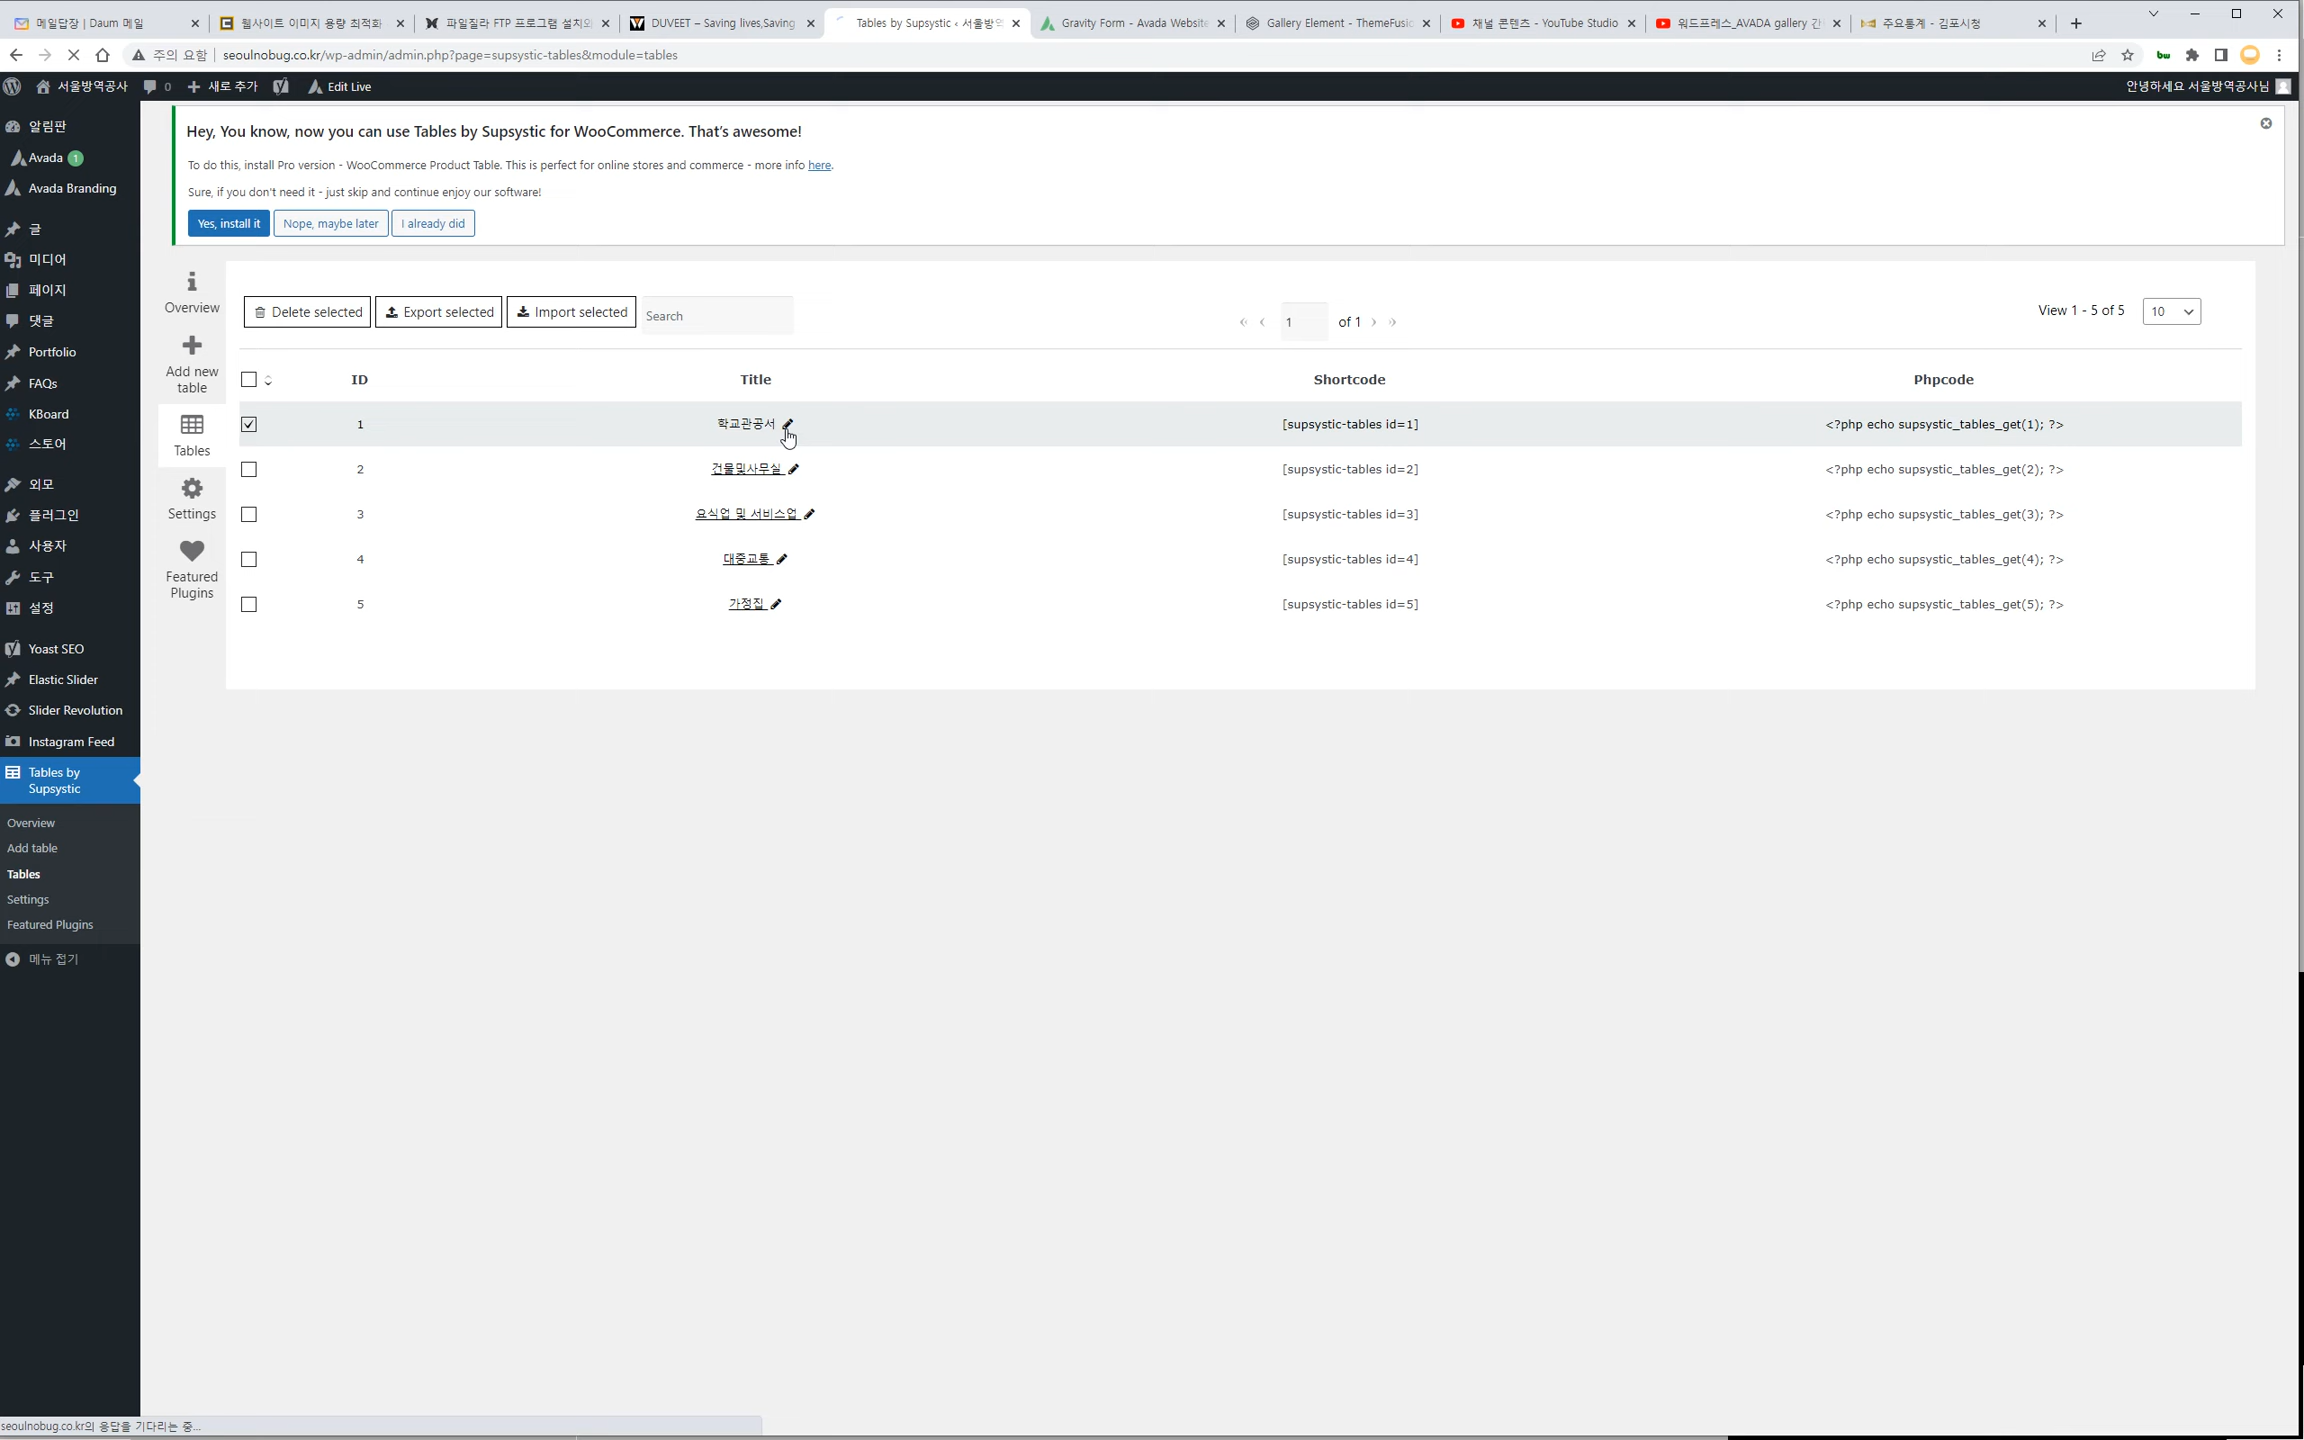 메일답장 | Daum 메일
웹사이트 이미지 용량 최적화
파일질라 FTP 프로그램 설치와
DUVEET – Saving lives,Saving
Tables by Supsystic ‹ 서울방역
Gravity Form - Avada Website
Gallery Element - ThemeFusic
채널 콘텐츠 - YouTube Studio
워드프레스_AVADA gallery 간
주요통계 - 김포시청
주의 요함 | seoulnobug.co.kr/wp-admin/admin.php?page=supsystic-tables&module=tables
서울방역공사 0 새로 추가 Edit Live
안녕하세요 서울방역공사님
알림판
Avada 1
Avada Branding
글
미디어
페이지
댓글
Portfolio
FAQs
KBoard
스토어
외모
플러그인
사용자
도구
설정
Yoast SEO
Elastic Slider
Slider Revolution
Instagram Feed
Tables by
Supsystic
Overview
Add table
Tables
Settings
Featured Plugins
메뉴 접기
Hey, You know, now you can use Tables by Supsystic for WooCommerce. That's awesome!
To do this, install Pro version - WooCommerce Product Table. This is perfect for online stores and commerce - more info here.
Sure, if you don't need it - just skip and continue enjoy our software!
Yes, install it Nope, maybe later I already did
Overview
Add new
table
Tables
Settings
Featured
Plugins
Delete selected Export selected Import selected Search
1 of 1
View 1 - 5 of 5 10
ID Title Shortcode Phpcode
1 학교관공서 [supsystic-tables id=1] <?php echo supsystic_tables_get(1); ?>
2 건물및사무실 [supsystic-tables id=2] <?php echo supsystic_tables_get(2); ?>
3 요식업 및 서비스업 [supsystic-tables id=3] <?php echo supsystic_tables_get(3); ?>
4 대중교통 [supsystic-tables id=4] <?php echo supsystic_tables_get(4); ?>
5 가정집 [supsystic-tables id=5] <?php echo supsystic_tables_get(5); ?>
seoulnobug.co.kr의 응답을 기다리는 중...